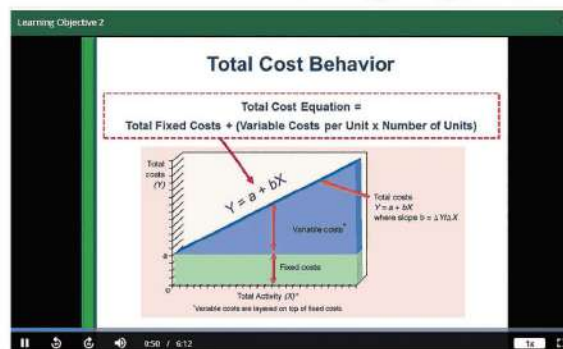 Learning Objective 2
Total Cost Behavior
Total Cost Equation =
Total Fixed Costs + (Variable Costs per Unit x Number of Units)
Total
costs
(Y)
Y = a + bX
Total costs
Y = a + bX
where slope b = ΔY/ΔX
Variable costs*
a
Fixed costs
0
Total Activity (X)*
*Variable costs are layered on top of fixed costs
0:50 / 6:12
1x